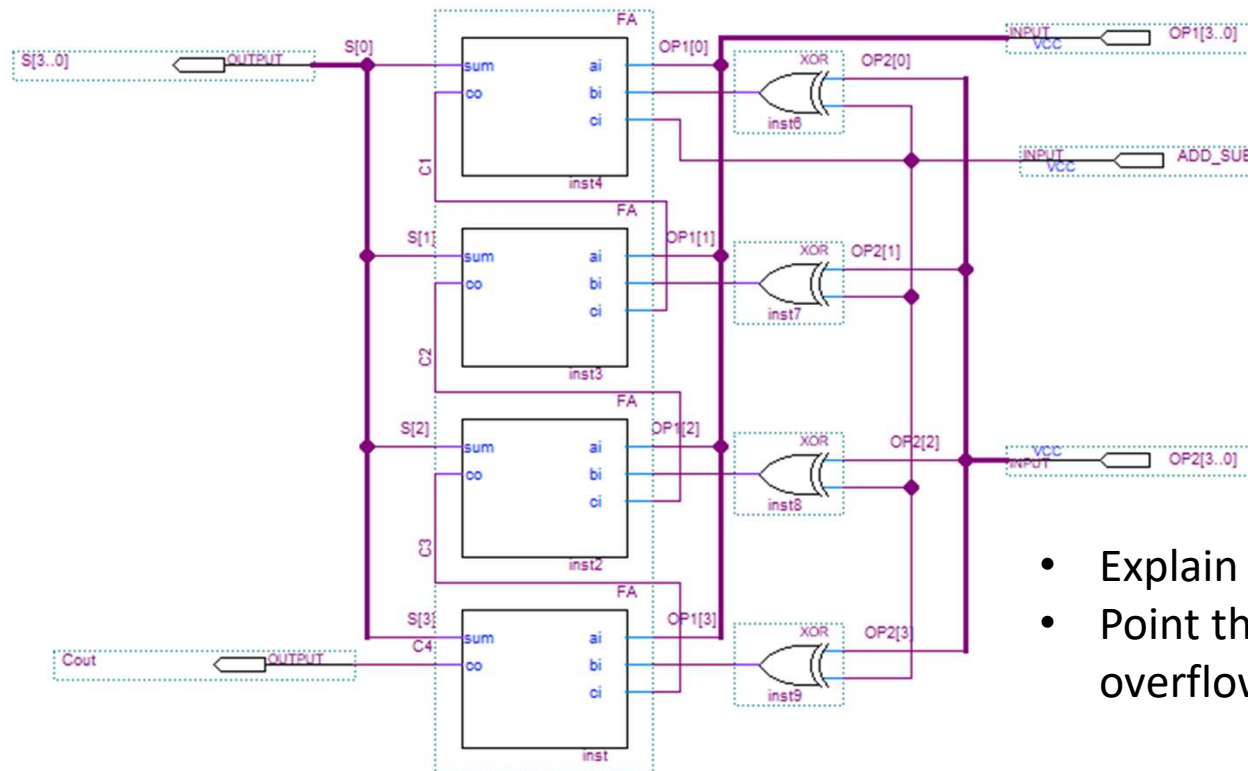 FA
S[3..0]
OUTPUT
S[0]
sum
co
ai
bi
ci
inst4
OP1[0]
XOR
inst6
OP2[0]
INPUT
VCC
OP1[3..0]
INPUT
VCC
C1
FA
S[1]
sum
co
ai
bi
ci
inst3
OP1[1]
XOR
inst7
OP2[1]
C2
FA
S[2]
sum
co
ai
bi
ci
inst2
OP1[2]
XOR
inst8
OP2[2]
VCC
INPUT
OP2[3..0]
C3
FA
S[3]
C4
sum
co
ai
bi
ci
inst
OP1[3]
XOR
inst9
OP2[3]
Cout
OUTPUT
• Explain
• Point